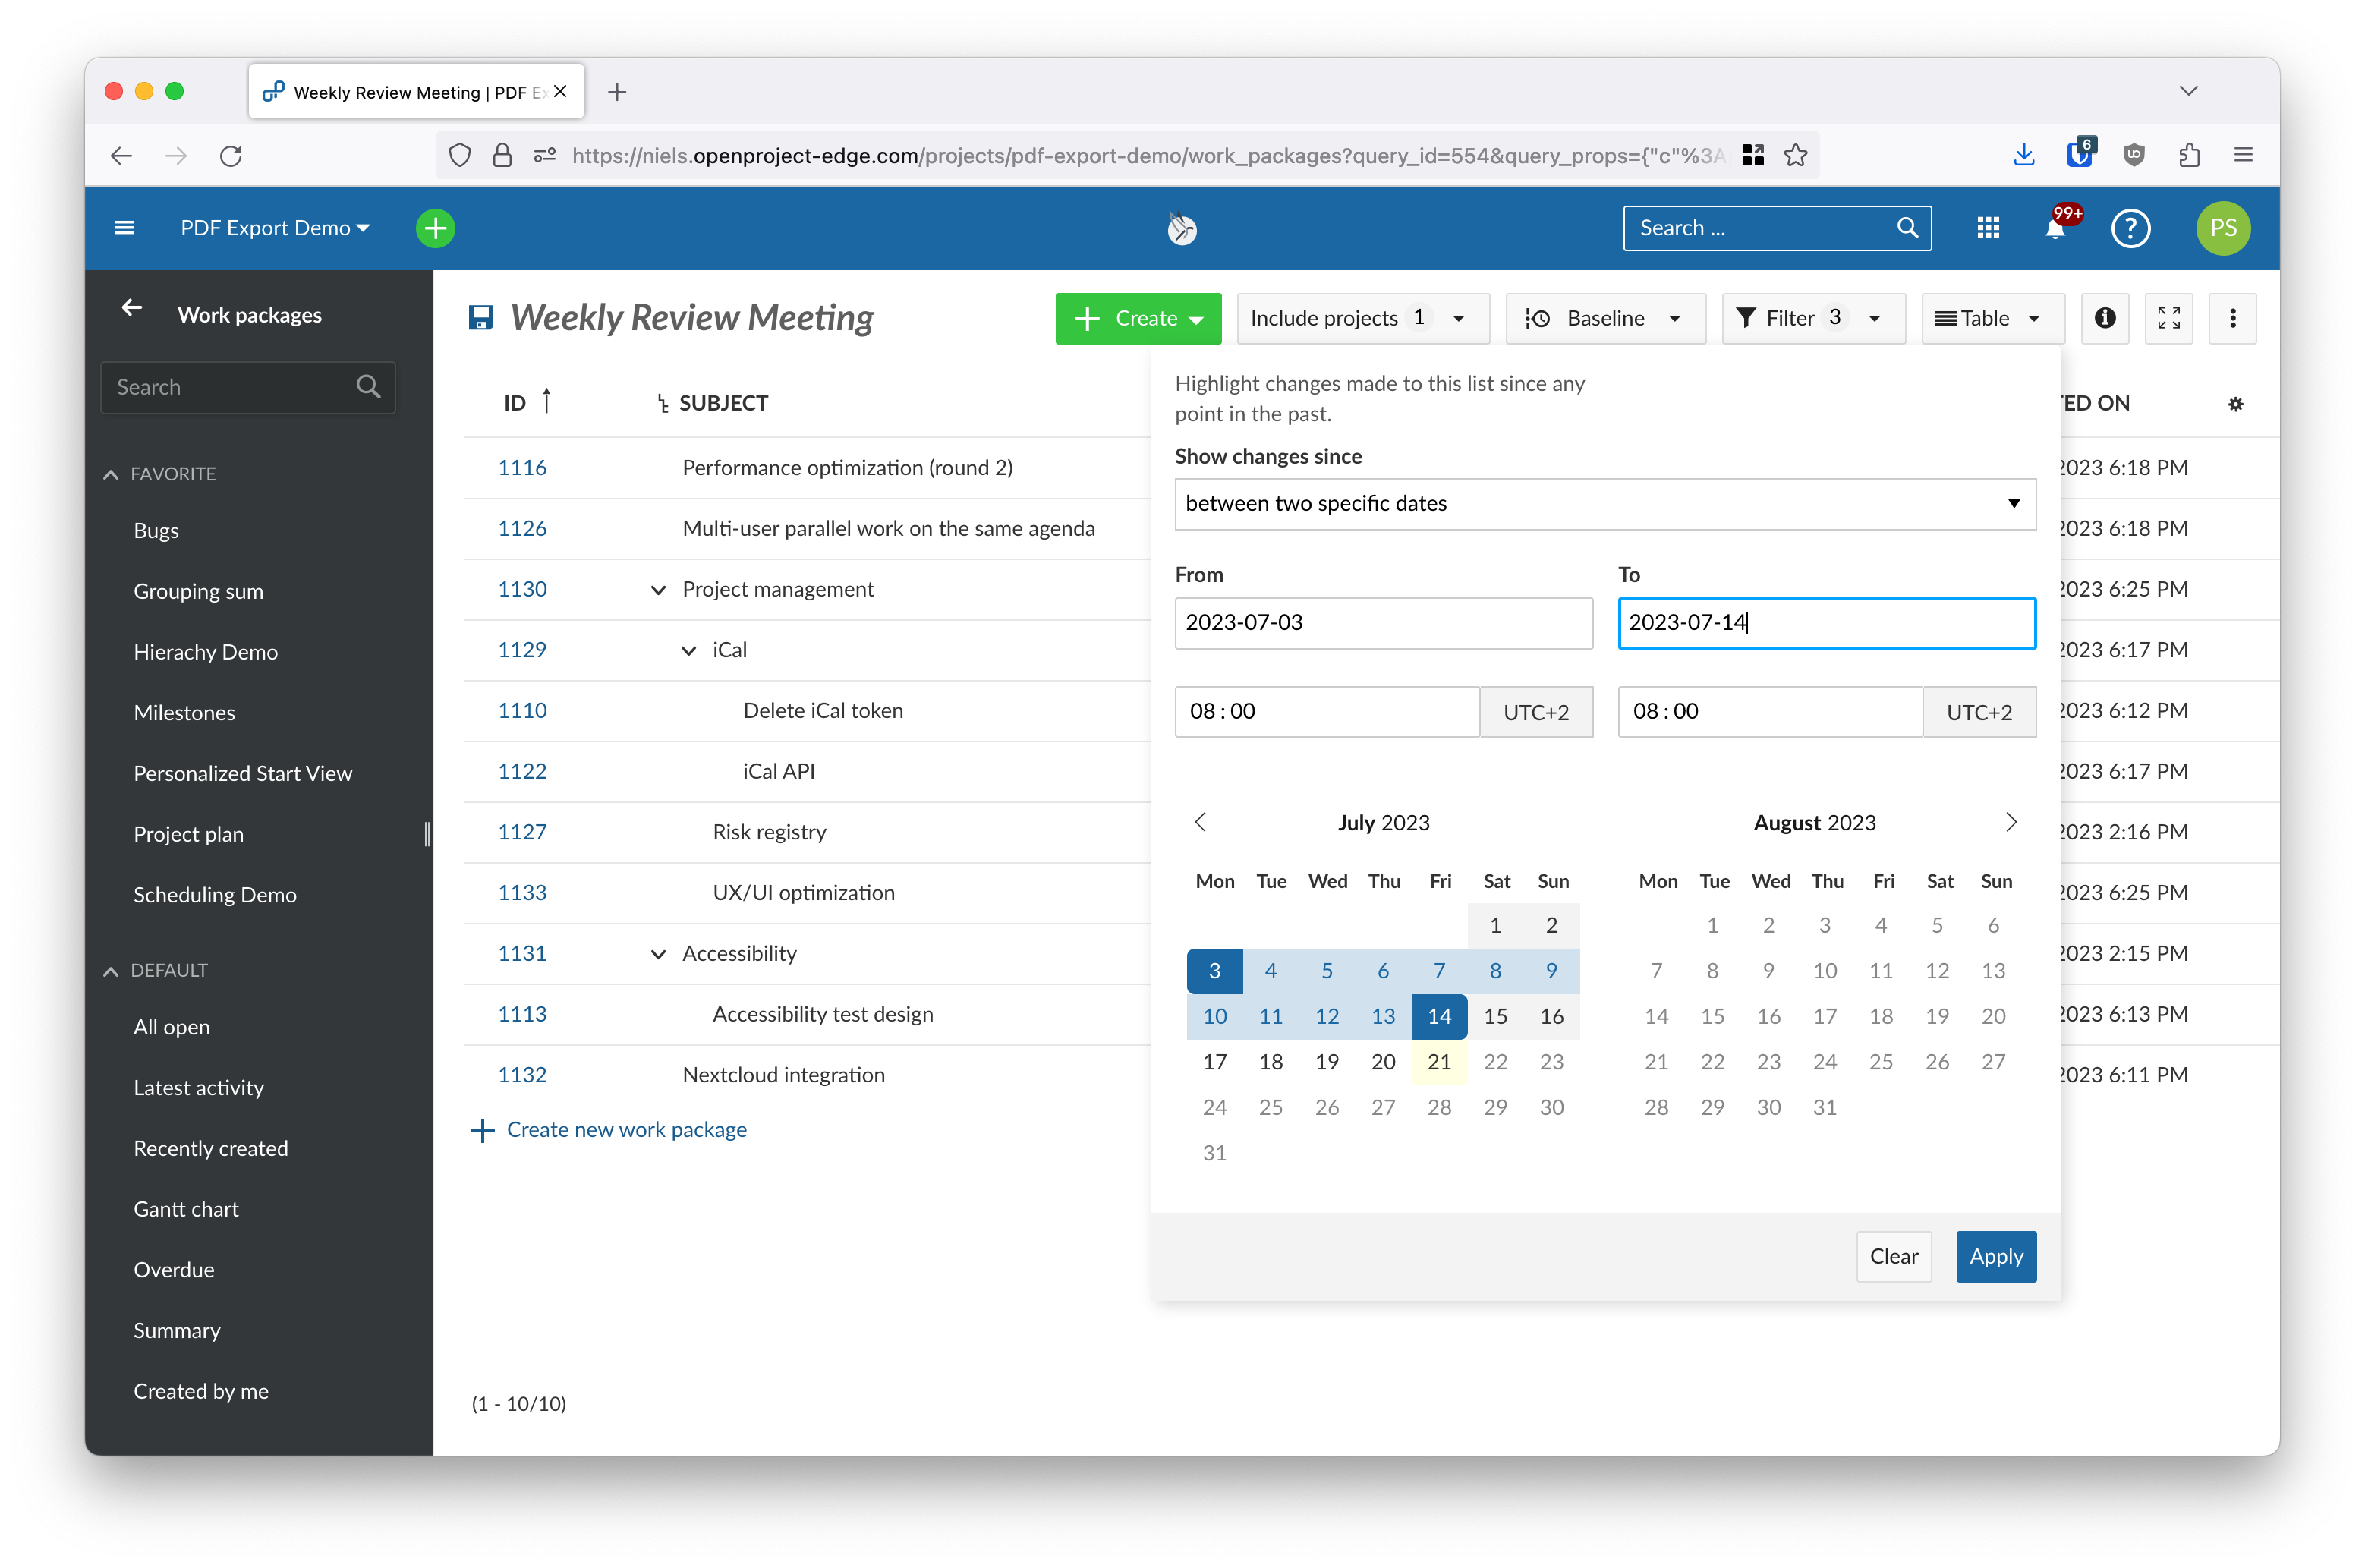 Weekly Review Meeting | PDF Ex
https://niels.openproject-edge.com/projects/pdf-export-demo/work_packages?query_id=554&query_props={"c"%3A
6
PDF Export Demo
Search ...
99+
?
PS
Work packages
Search
FAVORITE
Bugs
Grouping sum
Hierachy Demo
Milestones
Personalized Start View
Project plan
Scheduling Demo
DEFAULT
All open
Latest activity
Recently created
Gantt chart
Overdue
Summary
Created by me
Weekly Review Meeting
Create
Include projects 1
Baseline
Filter 3
Table
ID SUBJECT TED ON
1116 Performance optimization (round 2) 2023 6:18 PM
1126 Multi-user parallel work on the same agenda 2023 6:18 PM
1130 Project management 2023 6:25 PM
1129 iCal 2023 6:17 PM
1110 Delete iCal token 2023 6:12 PM
1122 iCal API 2023 6:17 PM
1127 Risk registry 2023 2:16 PM
1133 UX/UI optimization 2023 6:25 PM
1131 Accessibility 2023 2:15 PM
1113 Accessibility test design 2023 6:13 PM
1132 Nextcloud integration 2023 6:11 PM
Create new work package
(1 - 10/10)
Highlight changes made to this list since any
point in the past.
Show changes since
between two specific dates
From To
2023-07-03 2023-07-14
08:00 UTC+2 08:00 UTC+2
July 2023 August 2023
Mon Tue Wed Thu Fri Sat Sun Mon Tue Wed Thu Fri Sat Sun
1 2 1 2 3 4 5 6
3 4 5 6 7 8 9 7 8 9 10 11 12 13
10 11 12 13 14 15 16 14 15 16 17 18 19 20
17 18 19 20 21 22 23 21 22 23 24 25 26 27
24 25 26 27 28 29 30 28 29 30 31
31
Clear Apply